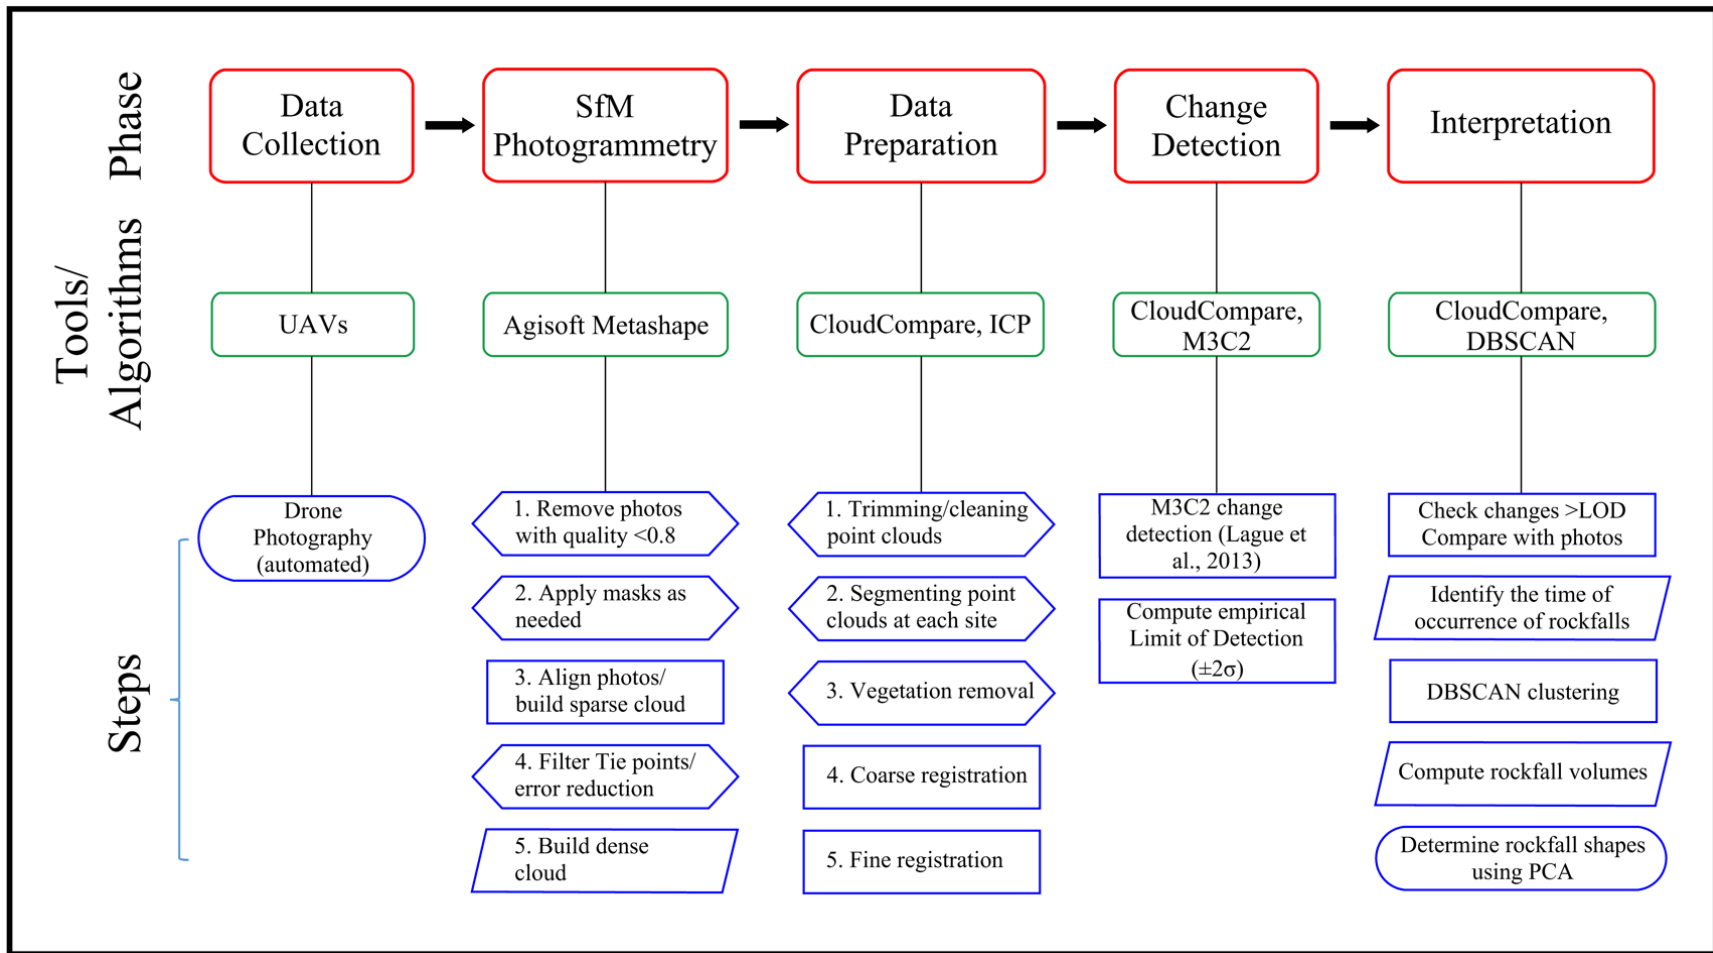 Phase
Data
Collection
SfM
Photogrammetry
Data
Preparation
Change
Detection
Interpretation
Tools/
Algorithms
UAVs
Agisoft Metashape
CloudCompare, ICP
CloudCompare,
M3C2
CloudCompare,
DBSCAN
Steps
Drone
Photography
(automated)
1. Remove photos
with quality <0.8
2. Apply masks as
needed
3. Align photos/
build sparse cloud
4. Filter Tie points/
error reduction
5. Build dense
cloud
1. Trimming/cleaning
point clouds
2. Segmenting point
clouds at each site
3. Vegetation removal
4. Coarse registration
5. Fine registration
M3C2 change
detection (Lague et
al., 2013)
Compute empirical
Limit of Detection
(±2σ)
Check changes >LOD
Compare with photos
Identify the time of
occurrence of rockfalls
DBSCAN clustering
Compute rockfall volumes
Determine rockfall shapes
using PCA